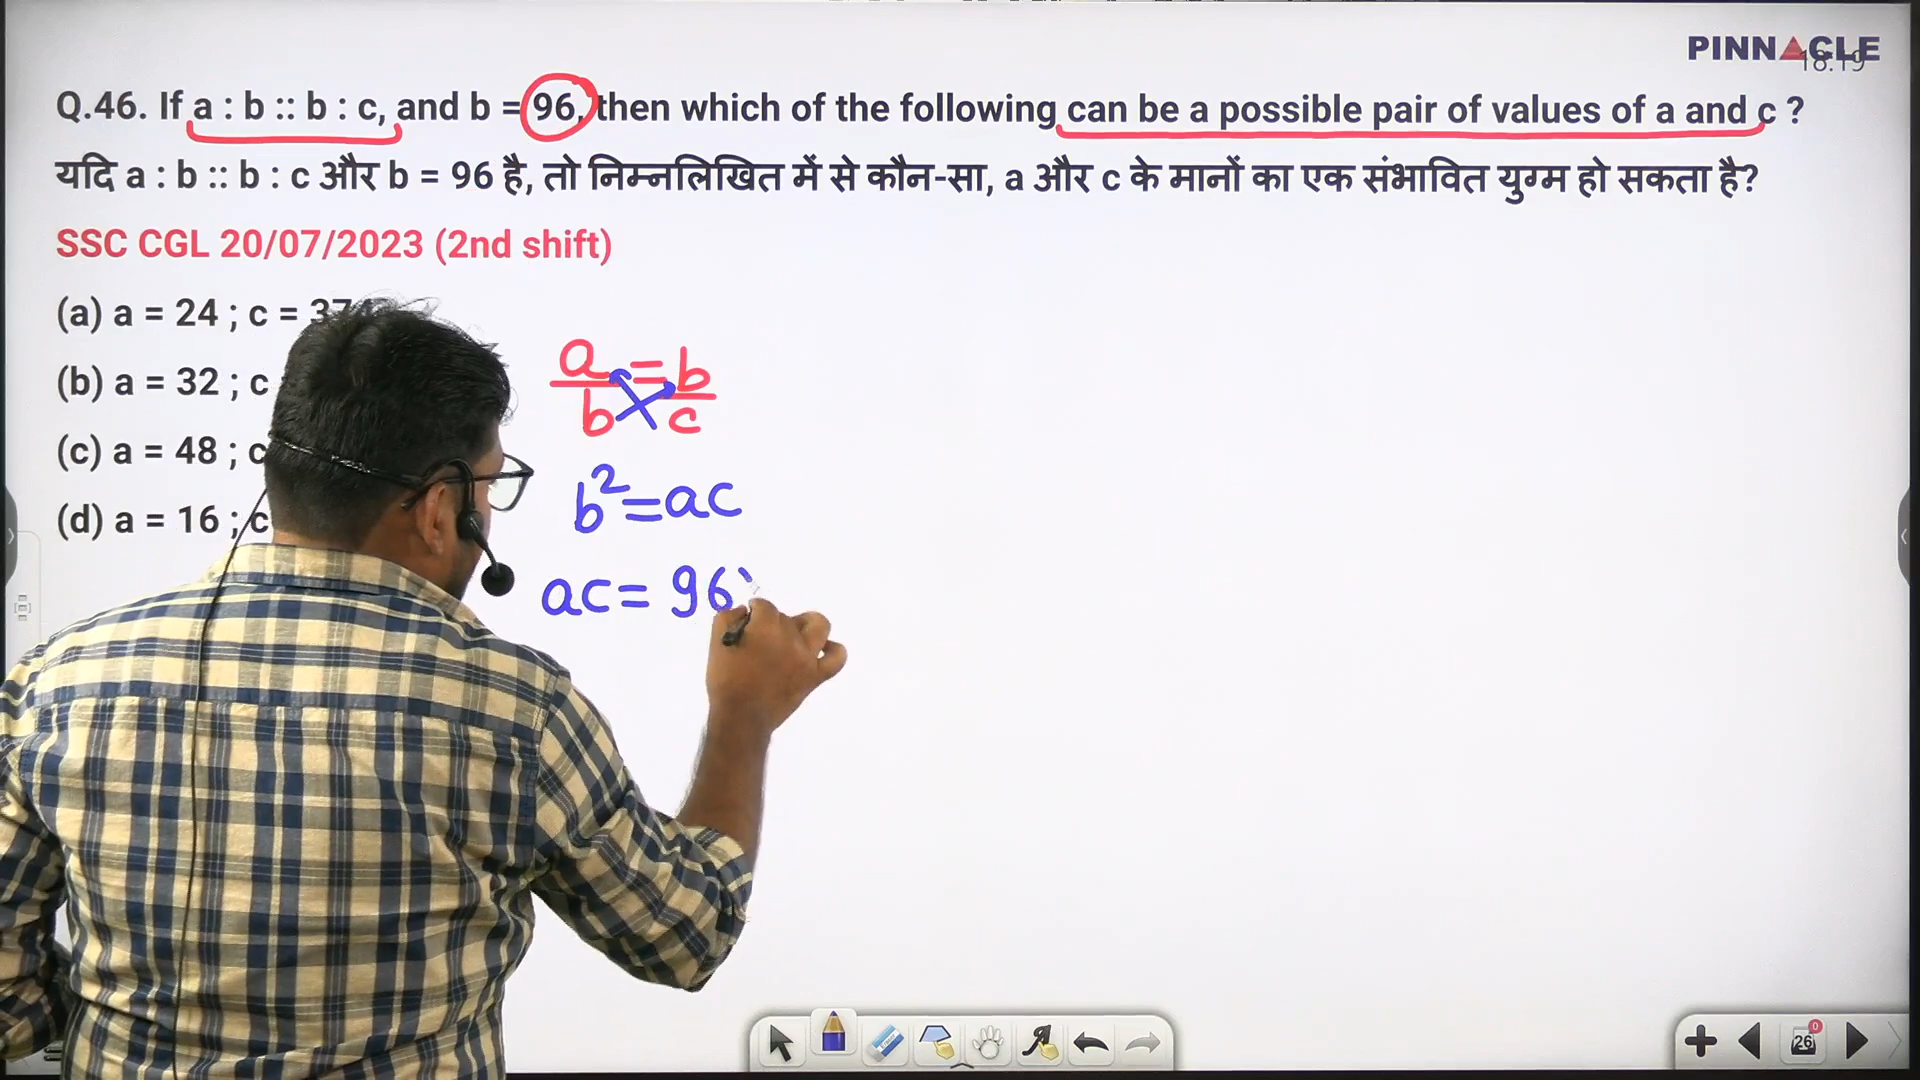 PINNACLE
18:19
Q.46. If a : b :: b : c, and b = 96, then which of the following can be a possible pair of values of a and c ?
यदि a : b :: b : c और b = 96 है, तो निम्नलिखित में से कौन-सा, a और c के मानों का एक संभावित युग्म हो सकता है?
SSC CGL 20/07/2023 (2nd shift)
(a) a = 24 ; c =
(b) a = 32 ; c
(c) a = 48 ; c
(d) a = 16 ; c
a/b = b/c
b² = ac
ac = 96
26
0